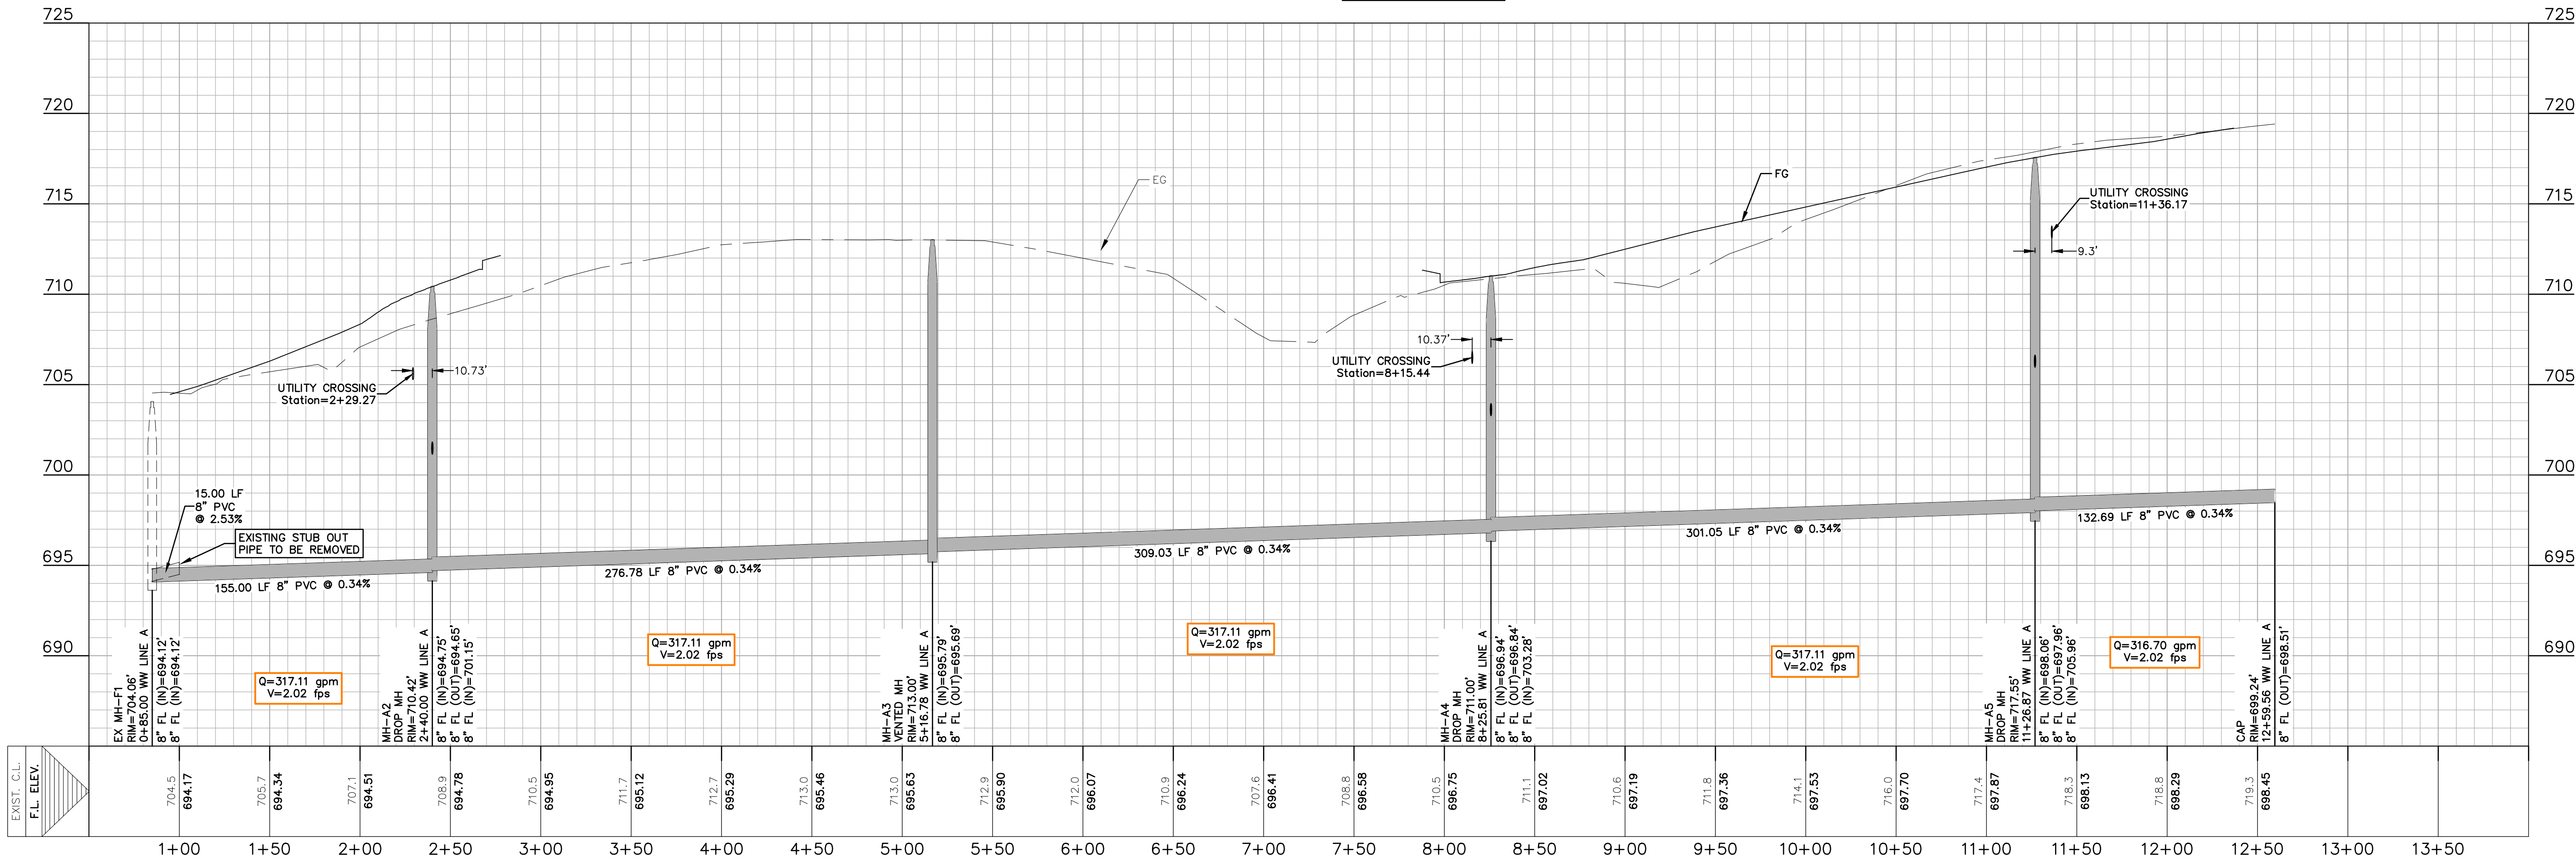 725
720
715
710
705
700
695
690
725
720
715
710
705
700
695
690
EG
FG
UTILITY CROSSING
Station=11+36.17
9.3'
10.37'
UTILITY CROSSING
Station=8+15.44
10.73'
UTILITY CROSSING
Station=2+29.27
15.00 LF
8" PVC
@ 2.53%
EXISTING STUB OUT
PIPE TO BE REMOVED
155.00 LF 8" PVC @ 0.34%
276.78 LF 8" PVC @ 0.34%
309.03 LF 8" PVC @ 0.34%
301.05 LF 8" PVC @ 0.34%
132.69 LF 8" PVC @ 0.34%
Q=317.11 gpm
V=2.02 fps
Q=317.11 gpm
V=2.02 fps
Q=317.11 gpm
V=2.02 fps
Q=317.11 gpm
V=2.02 fps
Q=316.70 gpm
V=2.02 fps
EX MH-F1
RIM=704.06'
0+85.00 WW LINE A
8" FL (IN)=694.12'
8" FL (IN)=694.12'
MH-A2
DROP MH
RIM=710.42'
2+40.00 WW LINE A
8" FL (IN)=694.75'
8" FL (OUT)=694.65'
8" FL (IN)=701.15'
MH-A3
VENTED MH
RIM=713.00'
5+16.78 WW LINE A
8" FL (IN)=695.79'
8" FL (OUT)=695.69'
MH-A4
DROP MH
RIM=711.00'
8+25.81 WW LINE A
8" FL (IN)=696.94'
8" FL (OUT)=696.84'
8" FL (IN)=703.28'
MH-A5
DROP MH
RIM=717.55'
11+26.87 WW LINE A
8" FL (IN)=698.06'
8" FL (OUT)=697.96'
8" FL (IN)=705.96'
CAP
RIM=699.24'
12+59.56 WW LINE A
8" FL (OUT)=698.51'
EXIST. C.L.
F.L. ELEV.
704.5
694.17
705.7
694.34
707.1
694.51
708.9
694.78
710.5
694.95
711.7
695.12
712.7
695.29
713.0
695.46
713.0
695.63
712.9
695.90
712.0
696.07
710.9
696.24
707.6
696.41
708.8
696.58
710.5
696.75
711.1
697.02
710.6
697.19
711.8
697.36
714.1
697.53
716.0
697.70
717.4
697.87
718.3
698.13
718.8
698.29
719.3
698.45
1+00 1+50 2+00 2+50 3+00 3+50 4+00 4+50 5+00 5+50 6+00 6+50 7+00 7+50 8+00 8+50 9+00 9+50 10+00 10+50 11+00 11+50 12+00 12+50 13+00 13+50